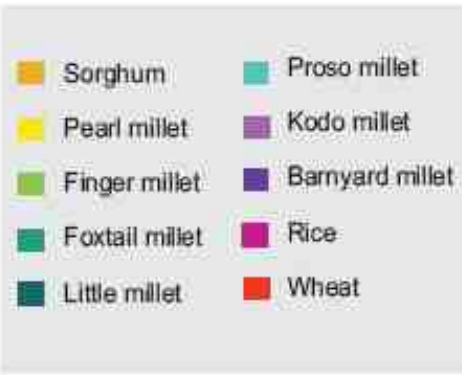 Sorghum
Pearl millet
Finger millet
Foxtail millet
Little millet
Proso millet
Kodo millet
Barnyard millet
Rice
Wheat